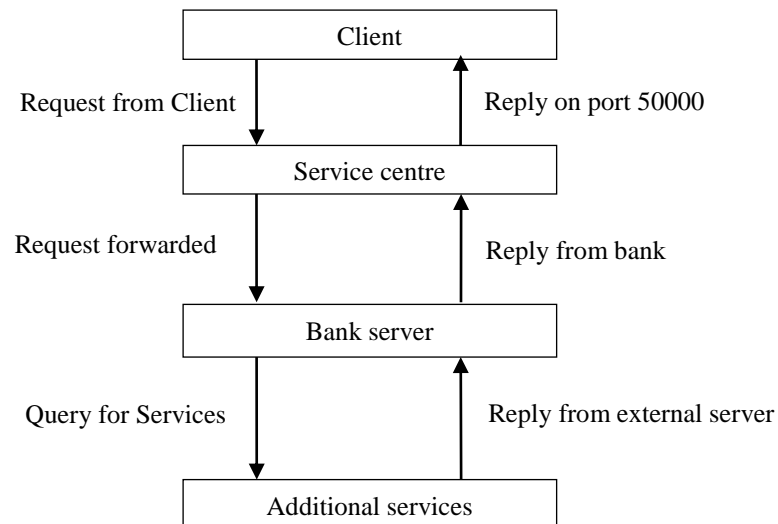 Client
Request from Client
Reply on port 50000
Service centre
Request forwarded
Reply from bank
Bank server
Query for Services
Reply from external server
Additional services